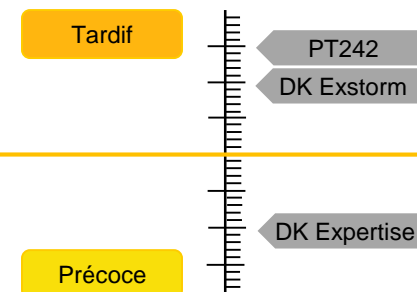 Tardif
PT242
DK Exstorm
DK Expertise
Précoce